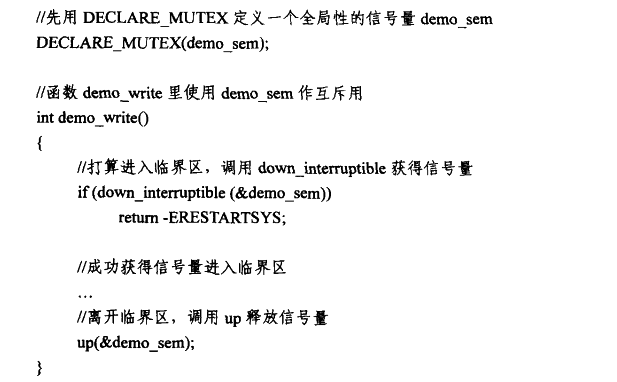 //先用 DECLARE_MUTEX 定义一个全局性的信号量 demo_sem
DECLARE_MUTEX(demo_sem);
//函数 demo_write 里使用 demo_sem 作互斥用
int demo_write()
{
//打算进入临界区，调用 down_interruptible 获得信号量
if (down_interruptible (&demo_sem))
return -ERESTARTSYS;
//成功获得信号量进入临界区
…
//离开临界区，调用 up 释放信号量
up(&demo_sem);
}